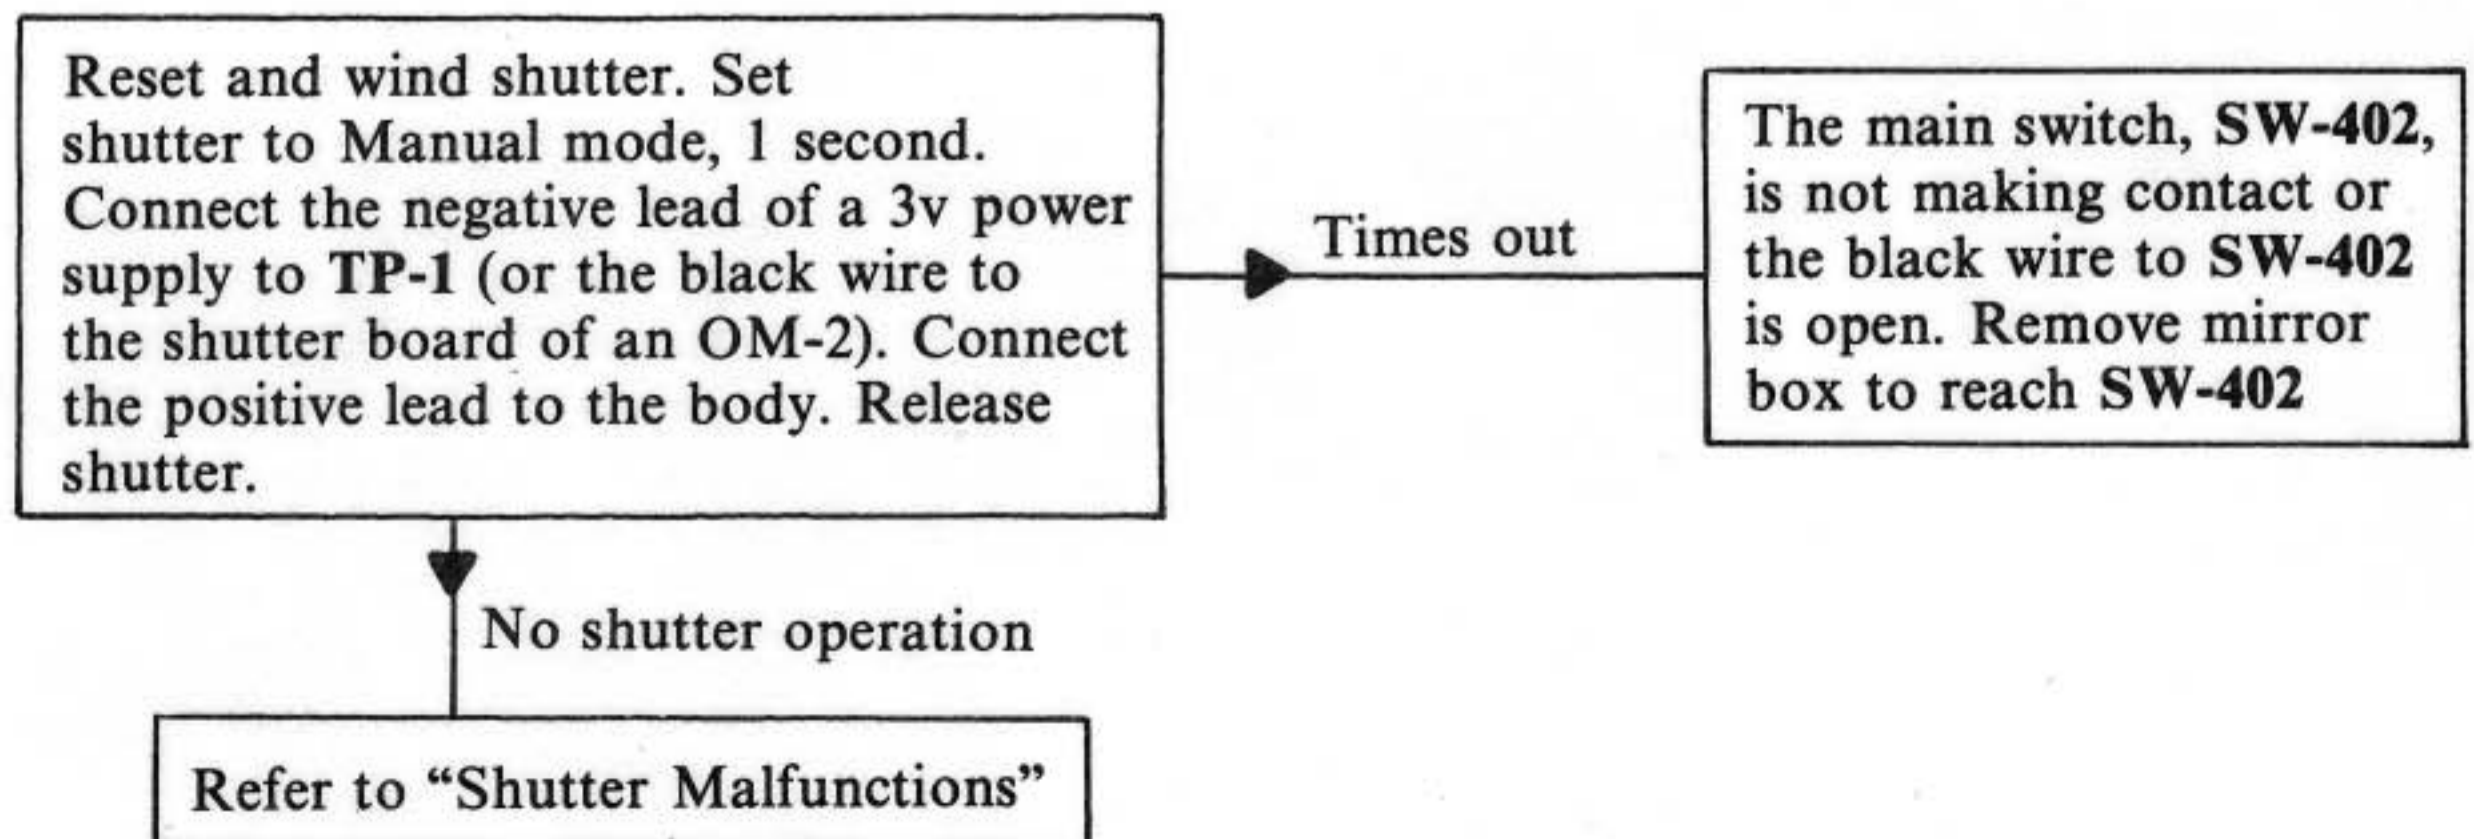 Reset and wind shutter. Set
shutter to Manual mode, 1 second.
Connect the negative lead of a 3v power
supply to TP-1 (or the black wire to
the shutter board of an OM-2). Connect
the positive lead to the body. Release
shutter.
Times out
The main switch, SW-402,
is not making contact or
the black wire to SW-402
is open. Remove mirror
box to reach SW-402
No shutter operation
Refer to “Shutter Malfunctions”